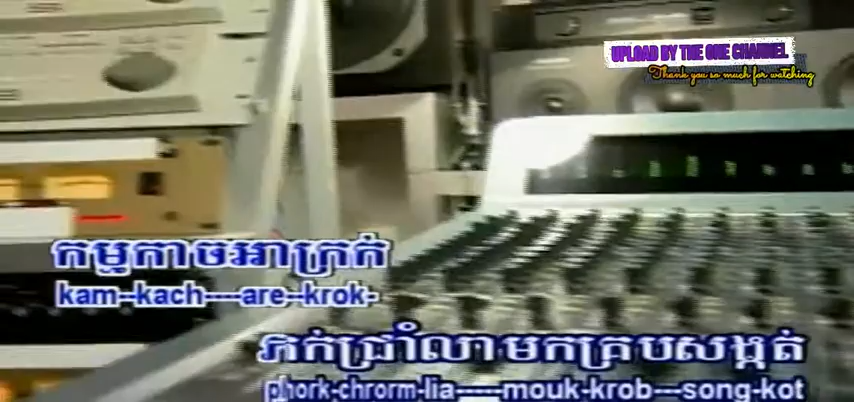 UPLOAD BY THE ONE CHANNEL
Thank you so much for watching
កម្មកាចអាក្រក់
kam--kach----are--krok-
ភក់ជ្រាំលាមកគ្របសង្កត់
phork-chrorm-lia-----mouk-krob---song-kot